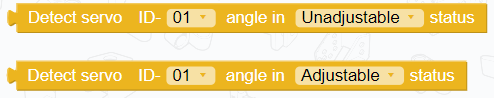 Detect servo ID- 01 angle in Unadjustable status
Detect servo ID- 01 angle in Adjustable status